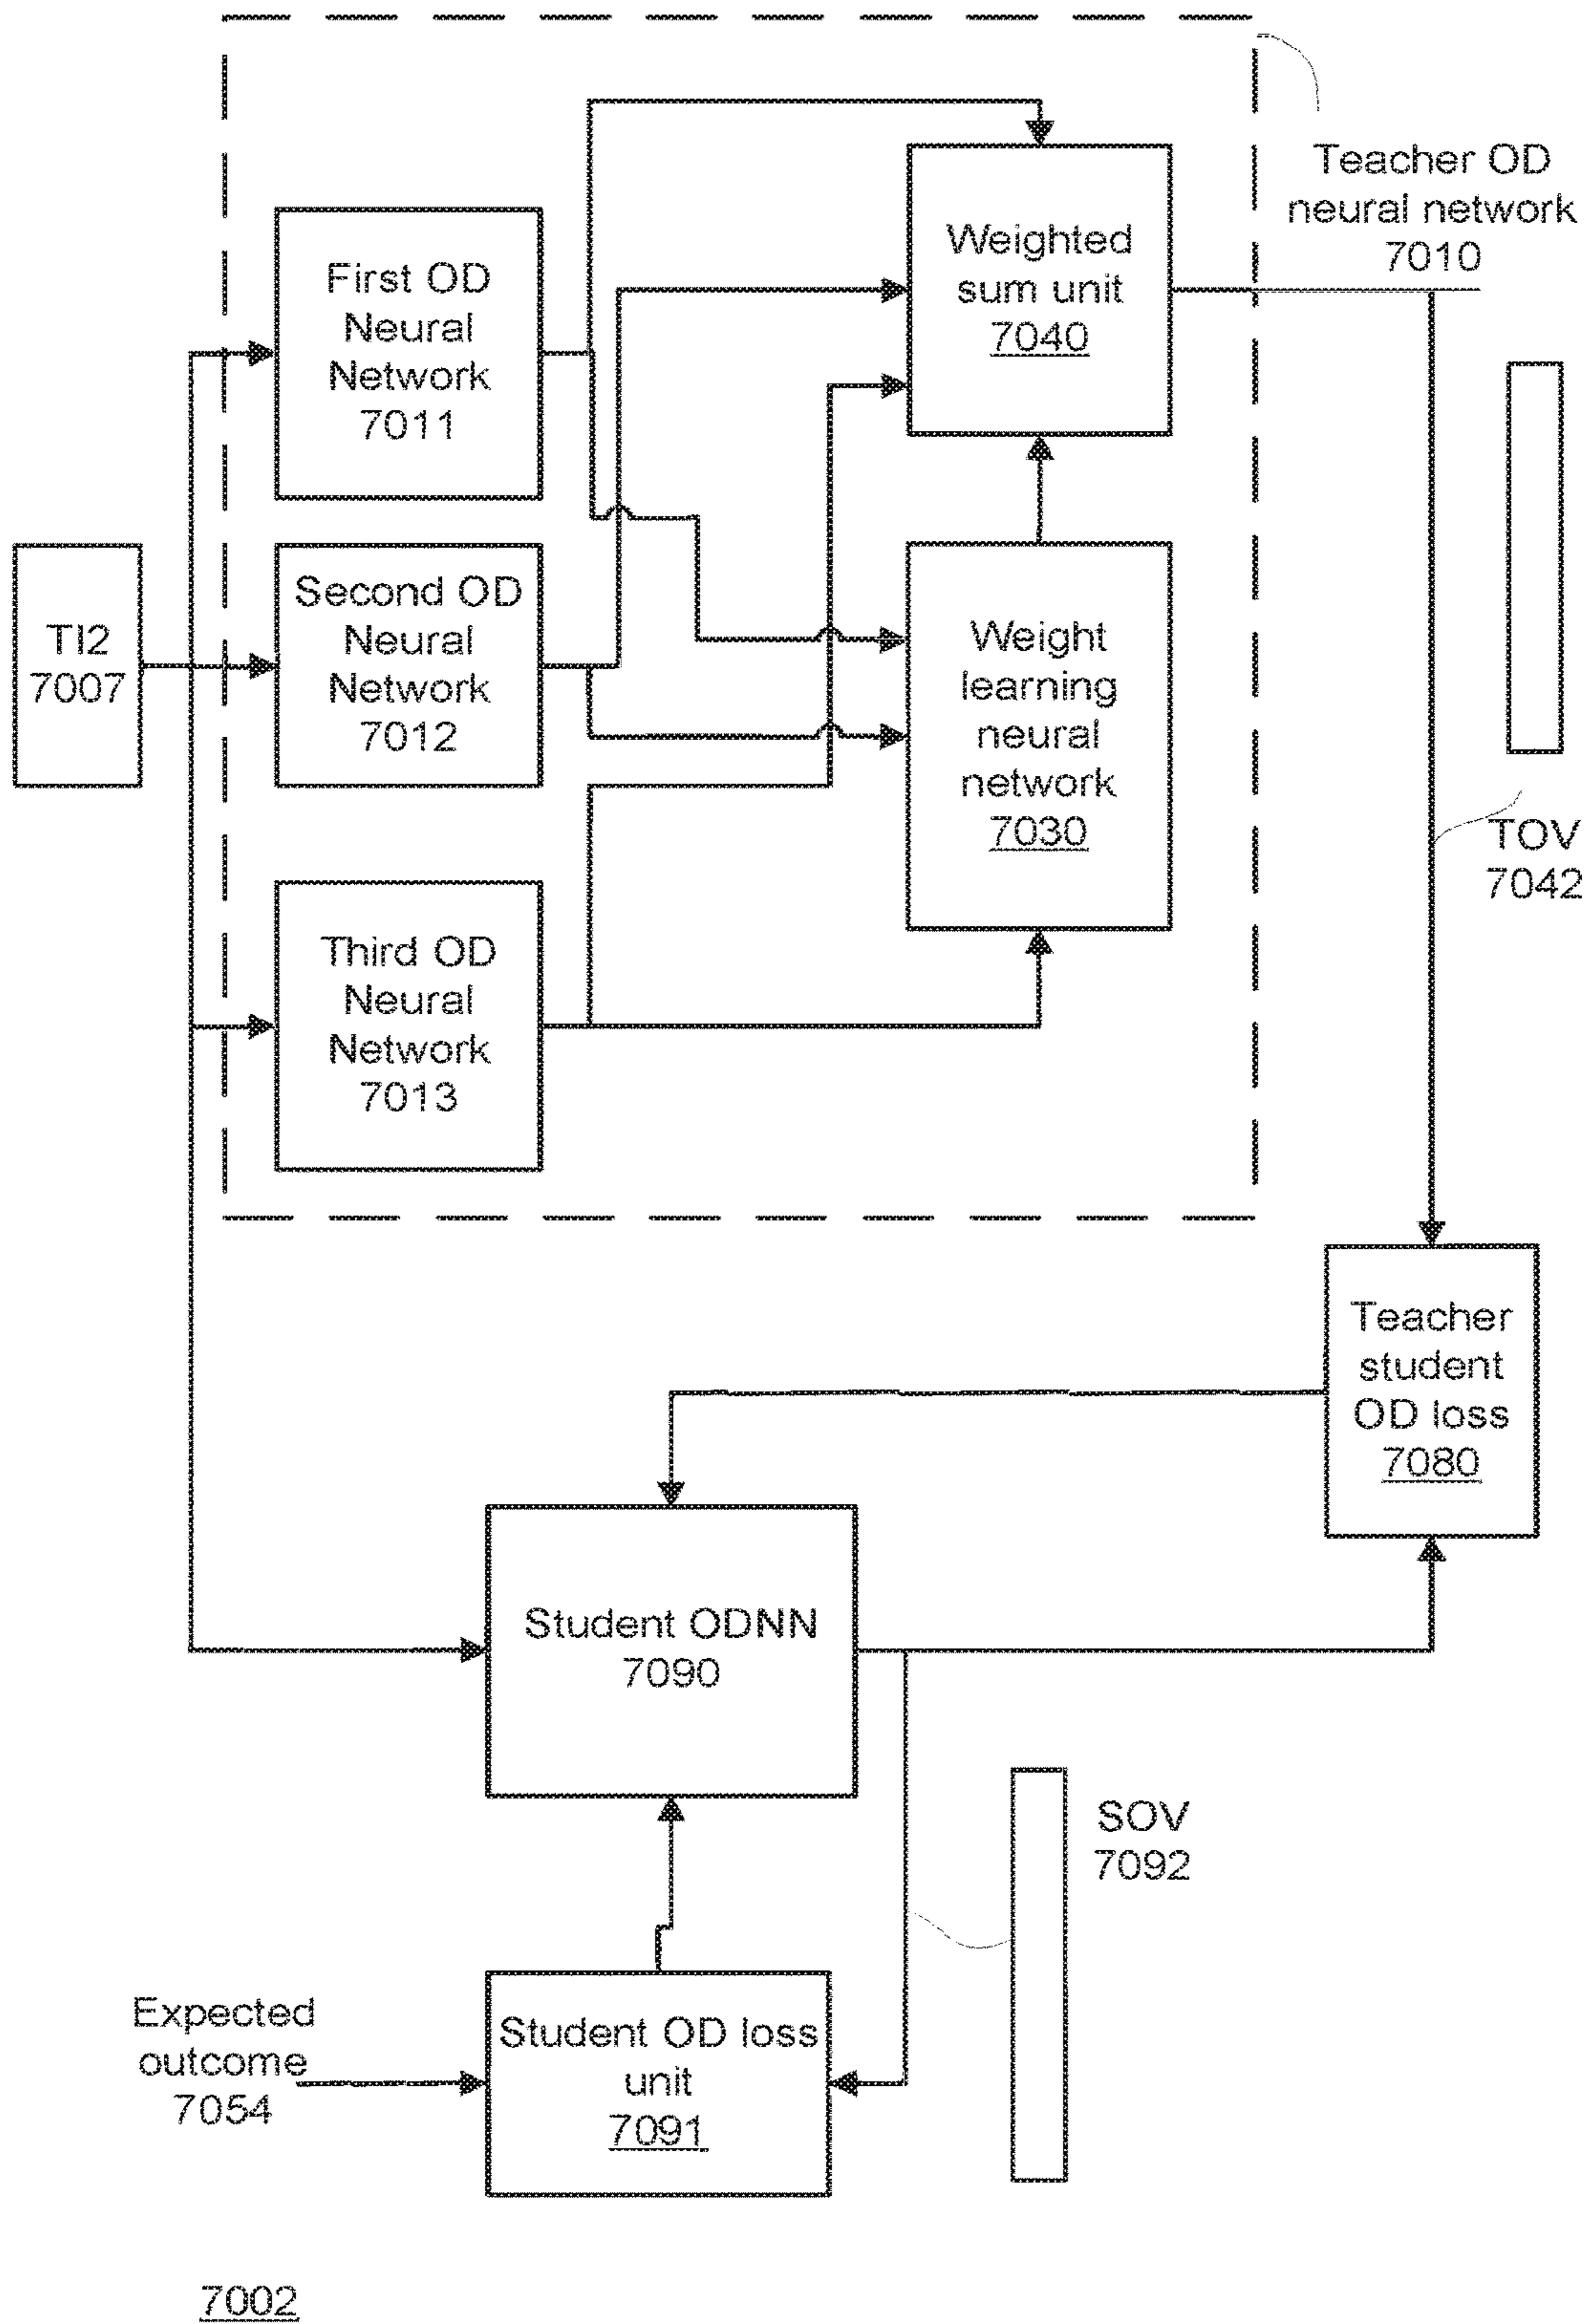 Teacher OD
neural network
7010
Weighted
sum unit
7040
First OD
Neural
Network
7011
TI2
7007
Second OD
Neural
Network
7012
Weight
learning
neural
network
7030
TOV
7042
Third OD
Neural
Network
7013
Teacher
student
OD loss
7080
Student ODNN
7090
SOV
7092
Expected
outcome
7054
Student OD loss
unit
7091
7002